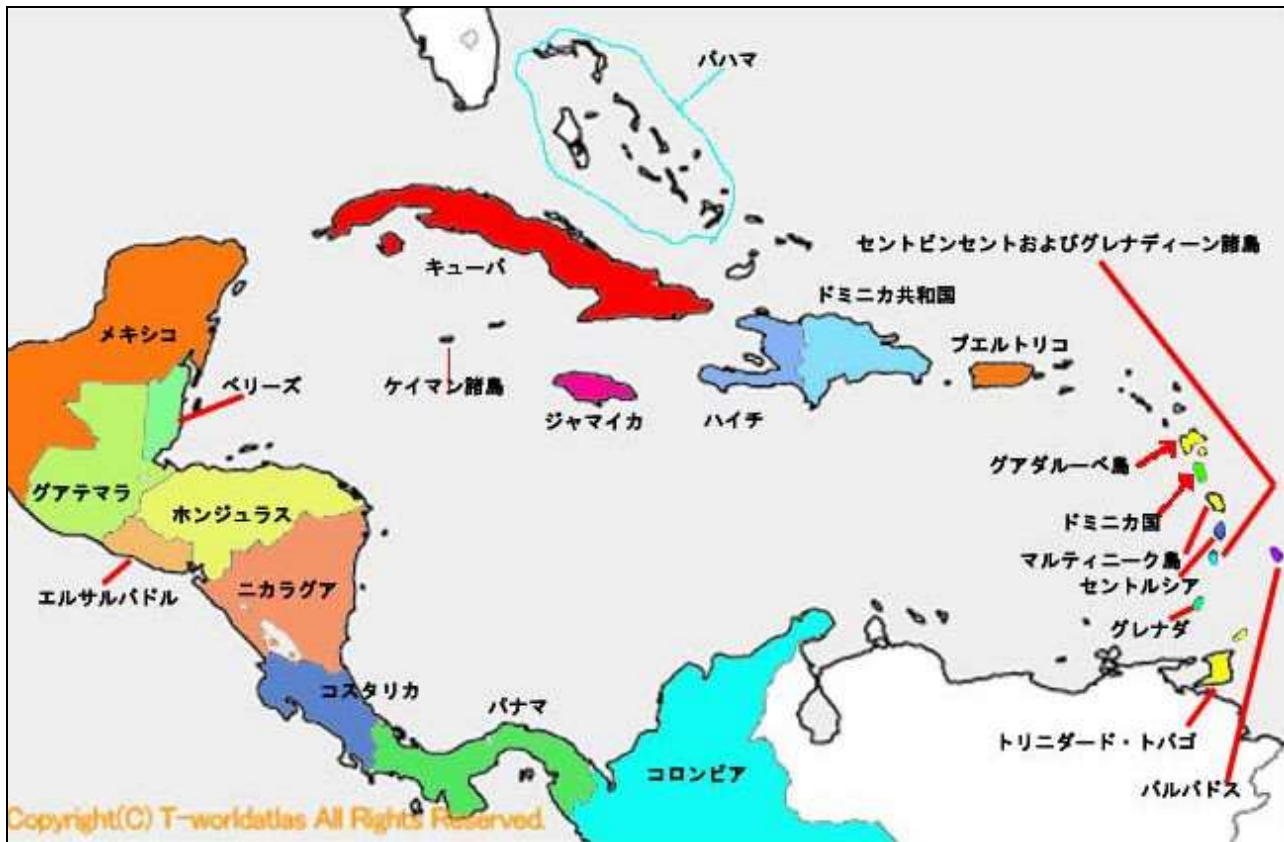 バハマ
セントビンセントおよびグレナディーン諸島
キューバ
ドミニカ共和国
メキシコ
プエルトリコ
ベリーズ
ケイマン諸島
ジャマイカ
ハイチ
グアダルーペ島
グアテマラ
ホンジュラス
ドミニカ国
マルティニーク島
エルサルバドル
ニカラグア
セントルシア
グレナダ
コスタリカ
パナマ
トリニダード・トバゴ
コロンビア
バルバドス
Copyright(C) T-worldatlas All Rights Reserved.